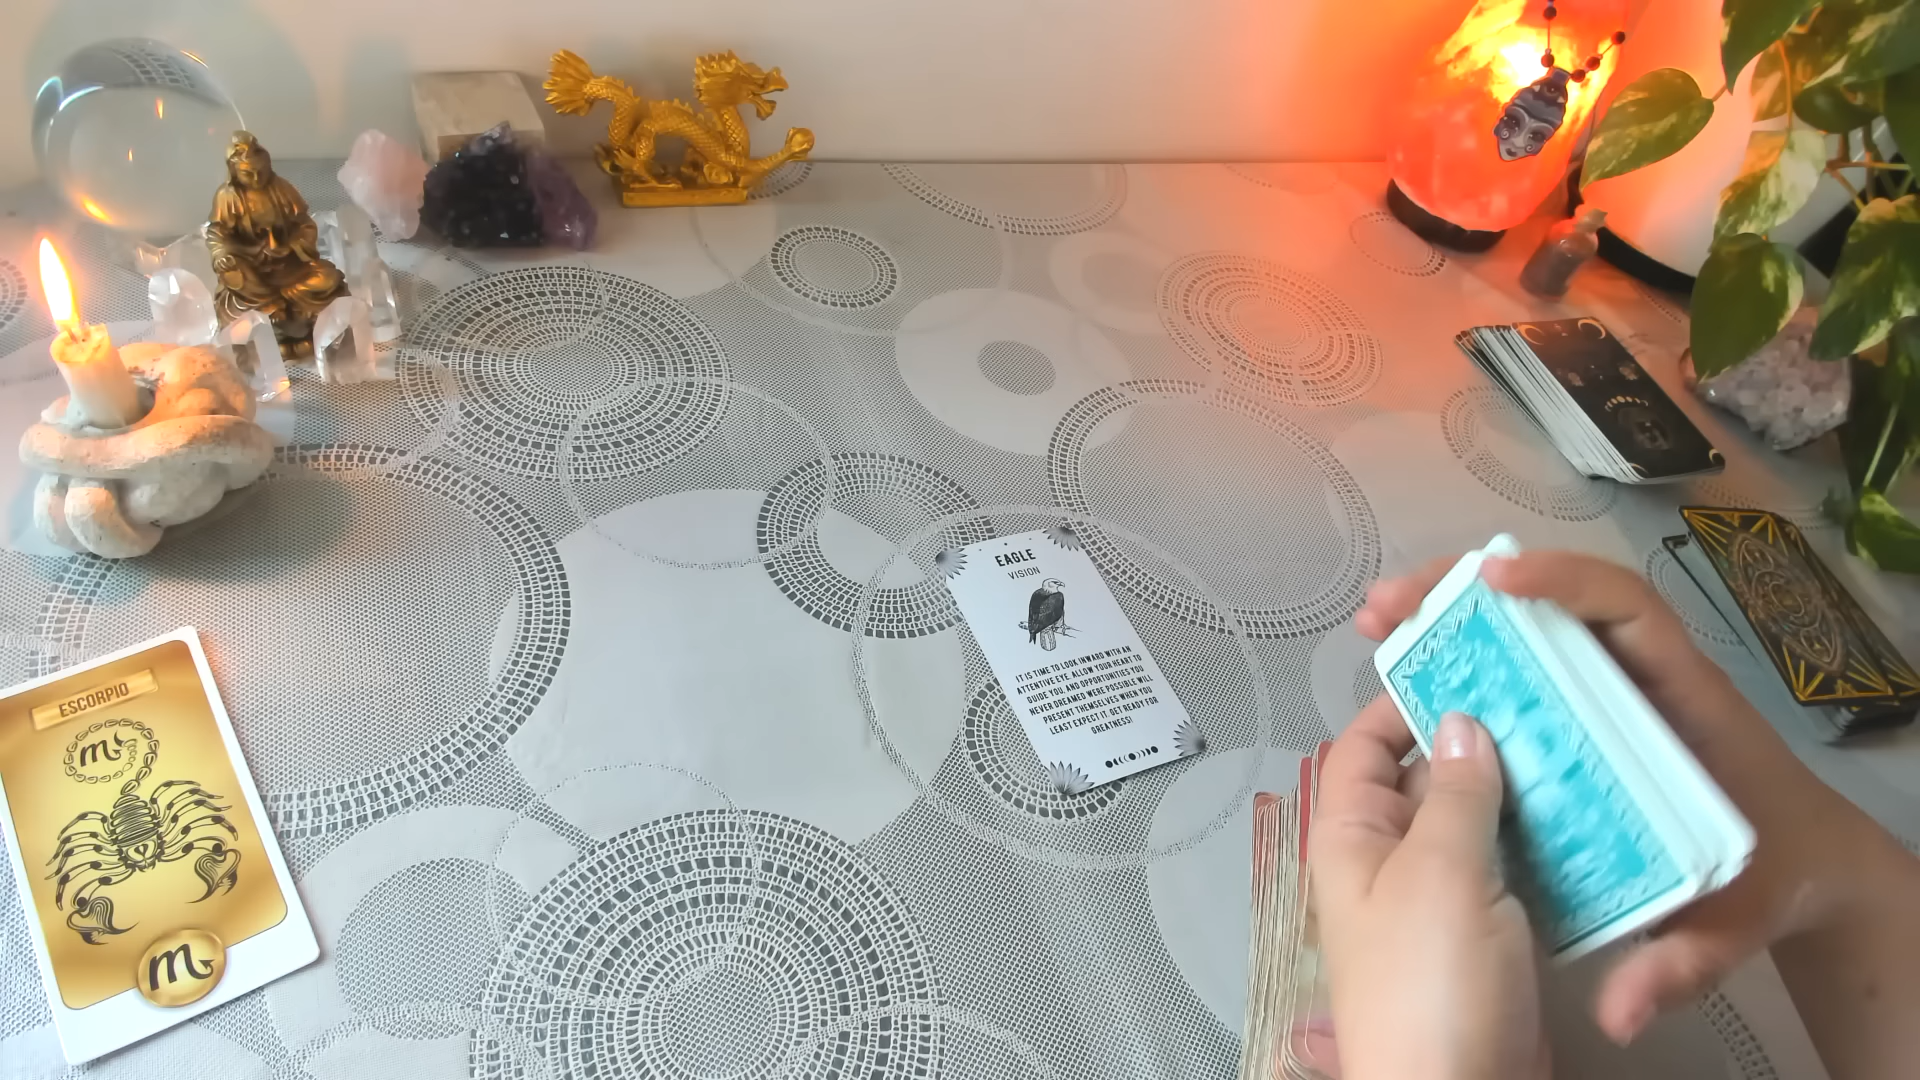 EAGLE
VISION
IT IS TIME TO LOOK INWARD WITH AN
ATTENTIVE EYE. ALLOW YOUR HEART TO
GUIDE YOU, AND OPPORTUNITIES YOU
NEVER DREAMED WERE POSSIBLE WILL
PRESENT THEMSELVES WHEN YOU
LEAST EXPECT IT. GET READY FOR
GREATNESS!
ESCORPIO